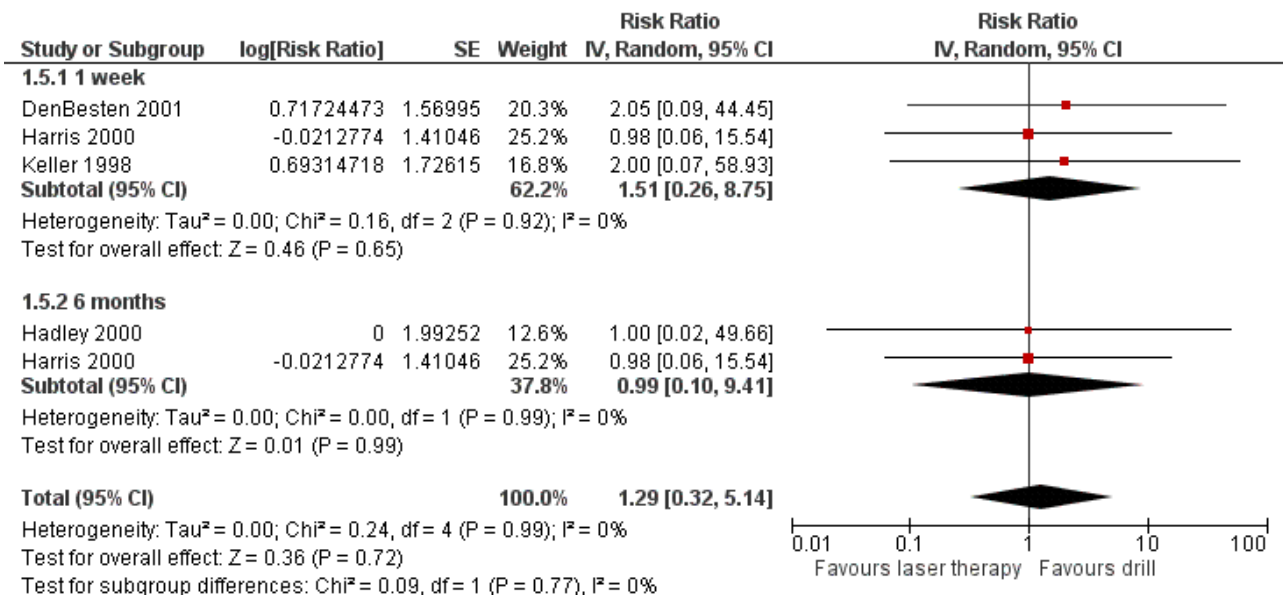 Risk Ratio Risk Ratio
Study or Subgroup log[Risk Ratio] SE Weight IV, Random, 95% CI IV, Random, 95% CI
1.5.1 1 week
DenBesten 2001 0.71724473 1.56995 20.3% 2.05 [0.09, 44.45]
Harris 2000 -0.0212774 1.41046 25.2% 0.98 [0.06, 15.54]
Keller 1998 0.69314718 1.72615 16.8% 2.00 [0.07, 58.93]
Subtotal (95% CI) 62.2% 1.51 [0.26, 8.75]
Heterogeneity: Tau² = 0.00; Chi² = 0.16, df = 2 (P = 0.92); I² = 0%
Test for overall effect: Z = 0.46 (P = 0.65)
1.5.2 6 months
Hadley 2000 0 1.99252 12.6% 1.00 [0.02, 49.66]
Harris 2000 -0.0212774 1.41046 25.2% 0.98 [0.06, 15.54]
Subtotal (95% CI) 37.8% 0.99 [0.10, 9.41]
Heterogeneity: Tau² = 0.00; Chi² = 0.00, df = 1 (P = 0.99); I² = 0%
Test for overall effect: Z = 0.01 (P = 0.99)
Total (95% CI) 100.0% 1.29 [0.32, 5.14]
Heterogeneity: Tau² = 0.00; Chi² = 0.24, df = 4 (P = 0.99); I² = 0%
Test for overall effect: Z = 0.36 (P = 0.72)
Test for subgroup differences: Chi² = 0.09, df = 1 (P = 0.77), I² = 0%
0.01 0.1 1 10 100
Favours laser therapy Favours drill